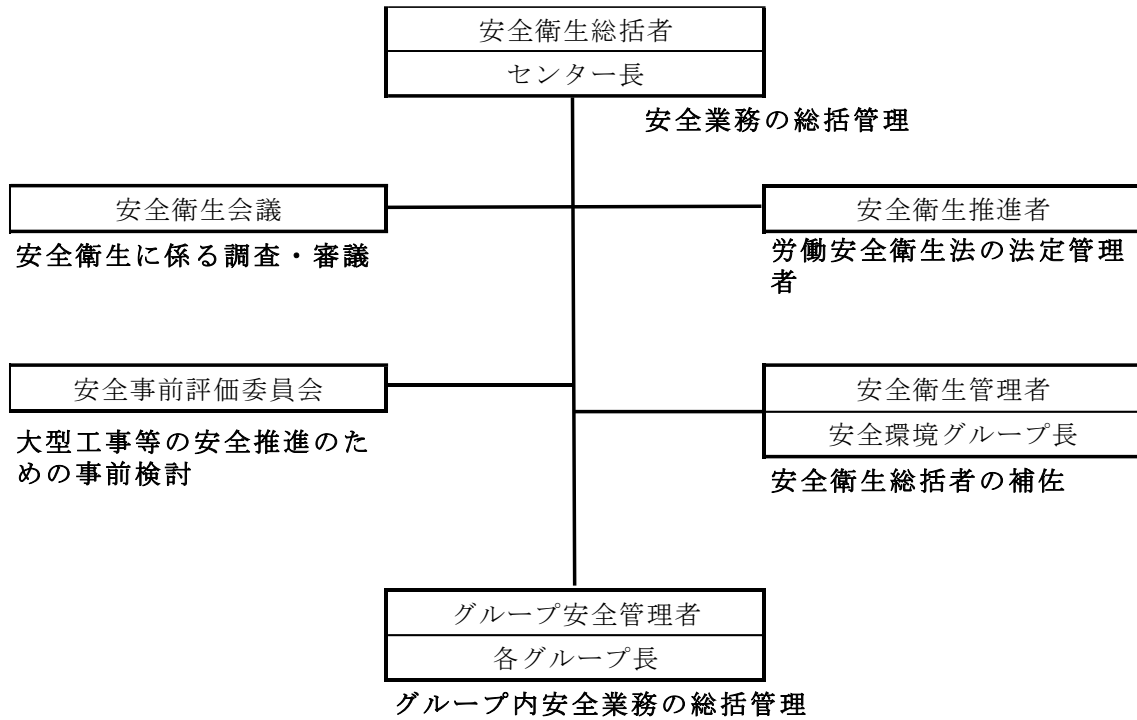 安全衛生総括者
センター長
安全業務の総括管理
安全衛生会議
安全衛生に係る調査・審議
安全衛生推進者
労働安全衛生法の法定管理
者
安全事前評価委員会
大型工事等の安全推進のた
めの事前検討
安全衛生管理者
安全環境グループ長
安全衛生総括者の補佐
グループ安全管理者
各グループ長
グループ内安全業務の総括管理